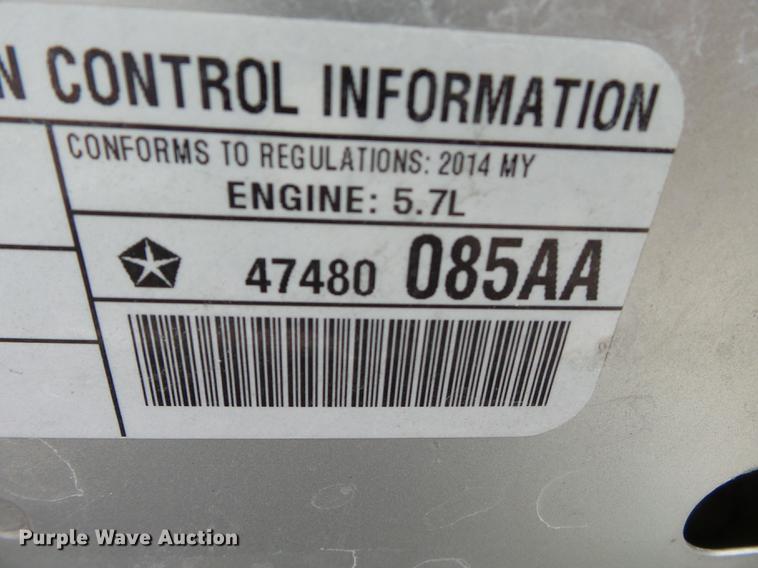 N CONTROL INFORMATION
CONFORMS TO REGULATIONS: 2014 MY
ENGINE: 5.7L
47480 085AA
Purple Wave Auction